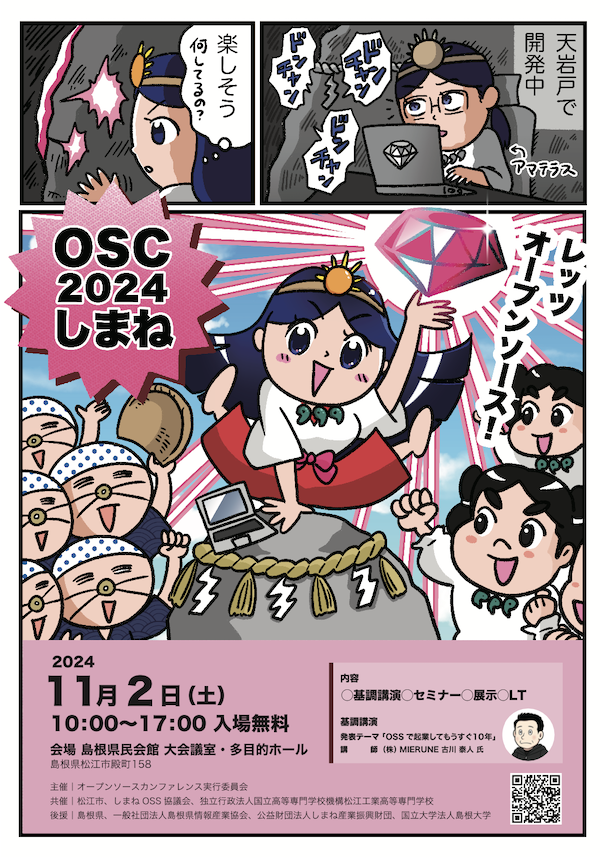 天岩戸で
開発中
ドンチャン
ドンチャン
ドンチャン
アマテラス
楽しそう
何してるの?
OSC
2024
しまね
レッツ
オープンソース!
2024
11月2日(土)
10:00〜17:00 入場無料
会場 島根県民会館 大会議室・多目的ホール
島根県松江市殿町158
内容
○基調講演○セミナー○展示○LT
基調講演
発表テーマ「OSSで起業してもうすぐ10年」
講 師 (株) MIERUNE 古川 泰人 氏
主催|オープンソースカンファレンス実行委員会
共催|松江市、しまねOSS協議会、独立行政法人国立高等専門学校機構松江工業高等専門学校
後援|島根県、一般社団法人島根県情報産業協会、公益財団法人しまね産業振興財団、国立大学法人島根大学